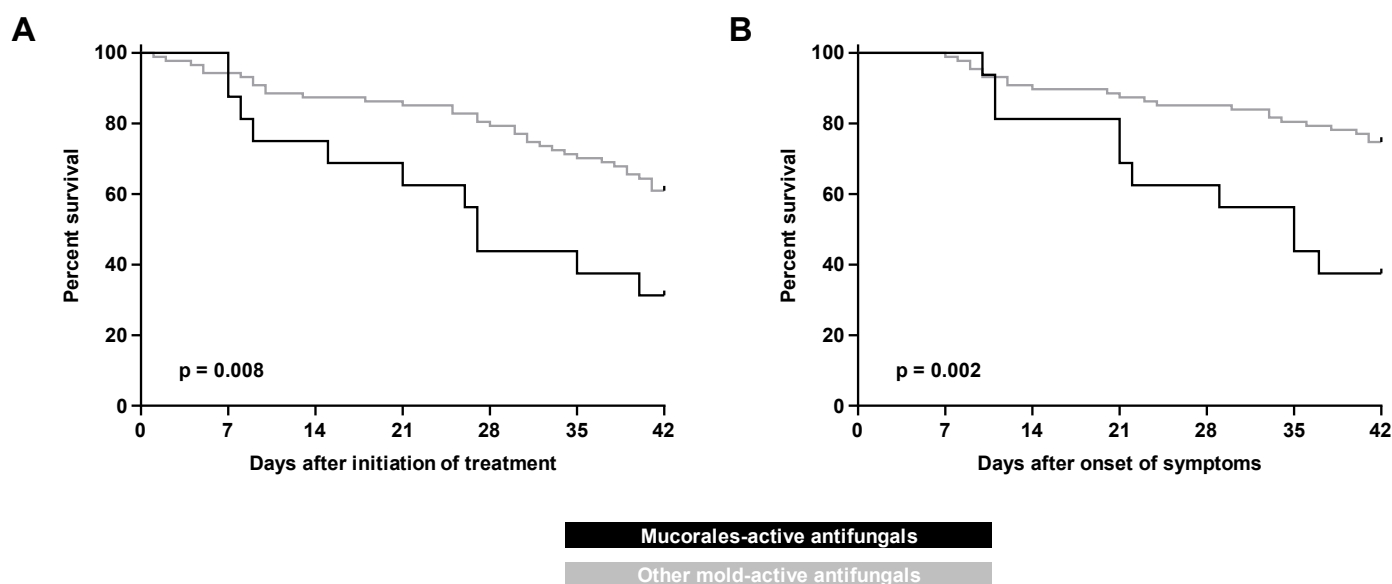 A
B
100
80
60
40
20
0
Percent survival
p = 0.008
0 7 14 21 28 35 42
Days after initiation of treatment
100
80
60
40
20
0
Percent survival
p = 0.002
0 7 14 21 28 35 42
Days after onset of symptoms
Mucorales-active antifungals
Other mold-active antifungals